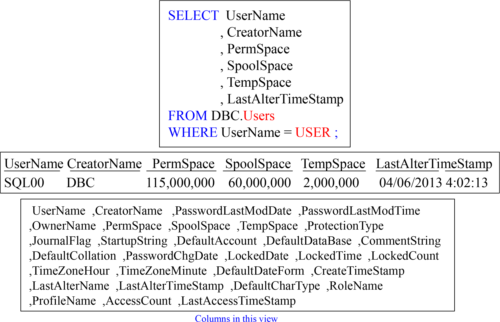 SELECT UserName
, CreatorName
, PermSpace
, SpoolSpace
, TempSpace
, LastAlterTimeStamp
FROM DBC.Users
WHERE UserName = USER ;
UserName CreatorName PermSpace SpoolSpace TempSpace LastAlterTimeStamp
SQL00 DBC 115,000,000 60,000,000 2,000,000 04/06/2013 4:02:13
UserName ,CreatorName ,PasswordLastModDate ,PasswordLastModTime
,OwnerName ,PermSpace ,SpoolSpace ,TempSpace ,ProtectionType
,JournalFlag ,StartupString ,DefaultAccount ,DefaultDataBase ,CommentString
,DefaultCollation ,PasswordChgDate ,LockedDate ,LockedTime ,LockedCount
,TimeZoneHour ,TimeZoneMinute ,DefaultDateForm ,CreateTimeStamp
,LastAlterName ,LastAlterTimeStamp ,DefaultCharType ,RoleName
,ProfileName ,AccessCount ,LastAccessTimeStamp
Columns in this view